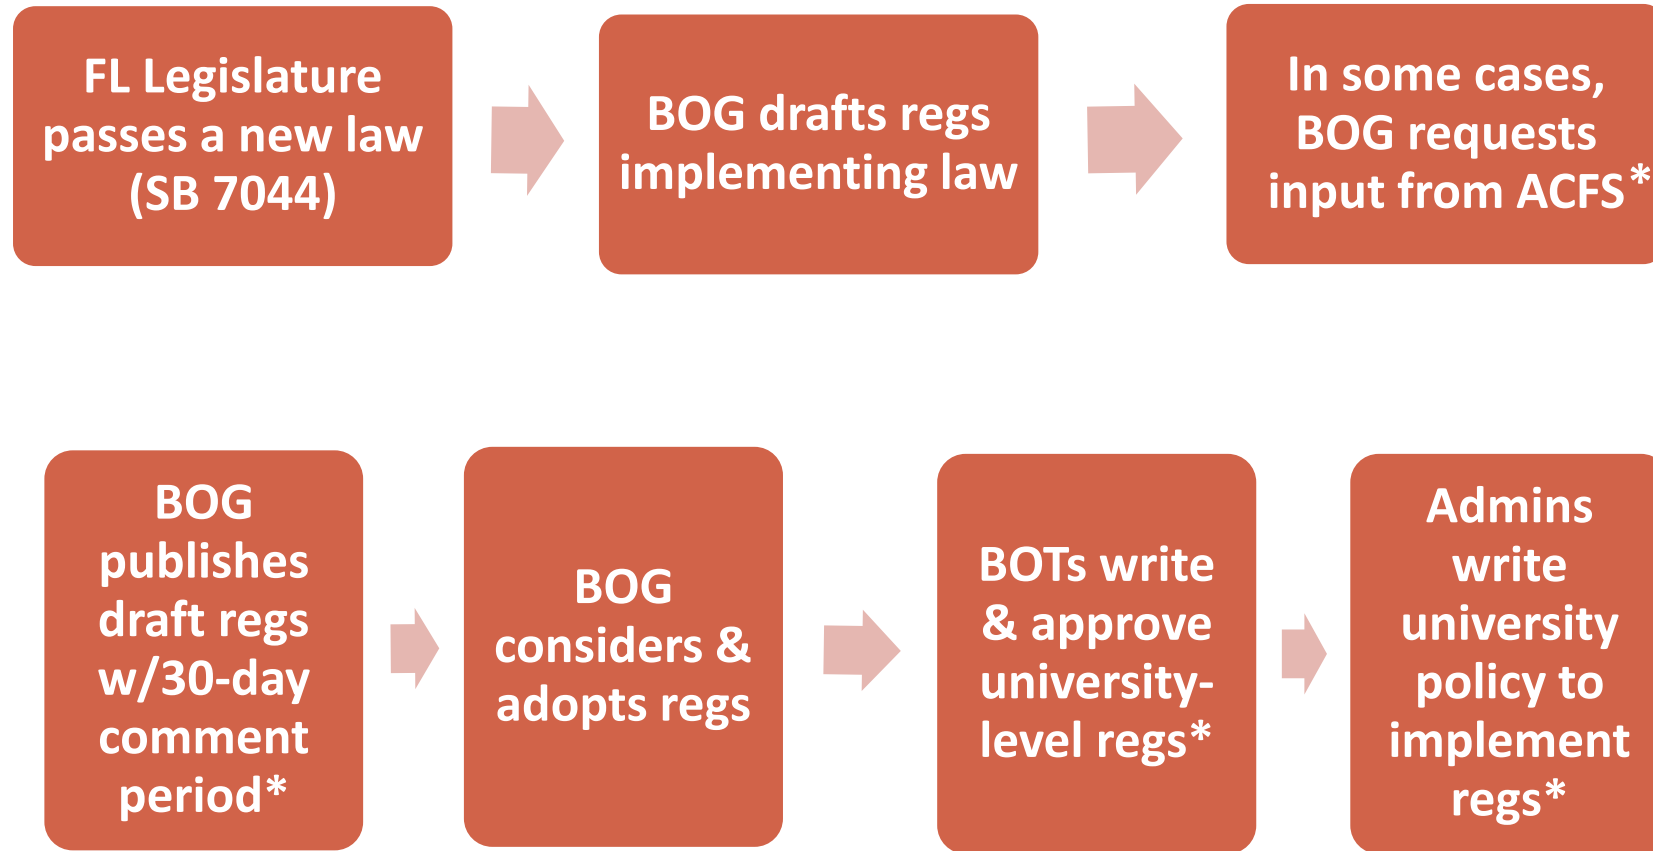 FL Legislature
passes a new law
(SB 7044)
BOG drafts regs
implementing law
In some cases,
BOG requests
input from ACFS*
BOG
publishes
draft regs
w/30-day
comment
period*
BOG
considers &
adopts regs
BOTs write
& approve
university-
level regs*
Admins
write
university
policy to
implement
regs*